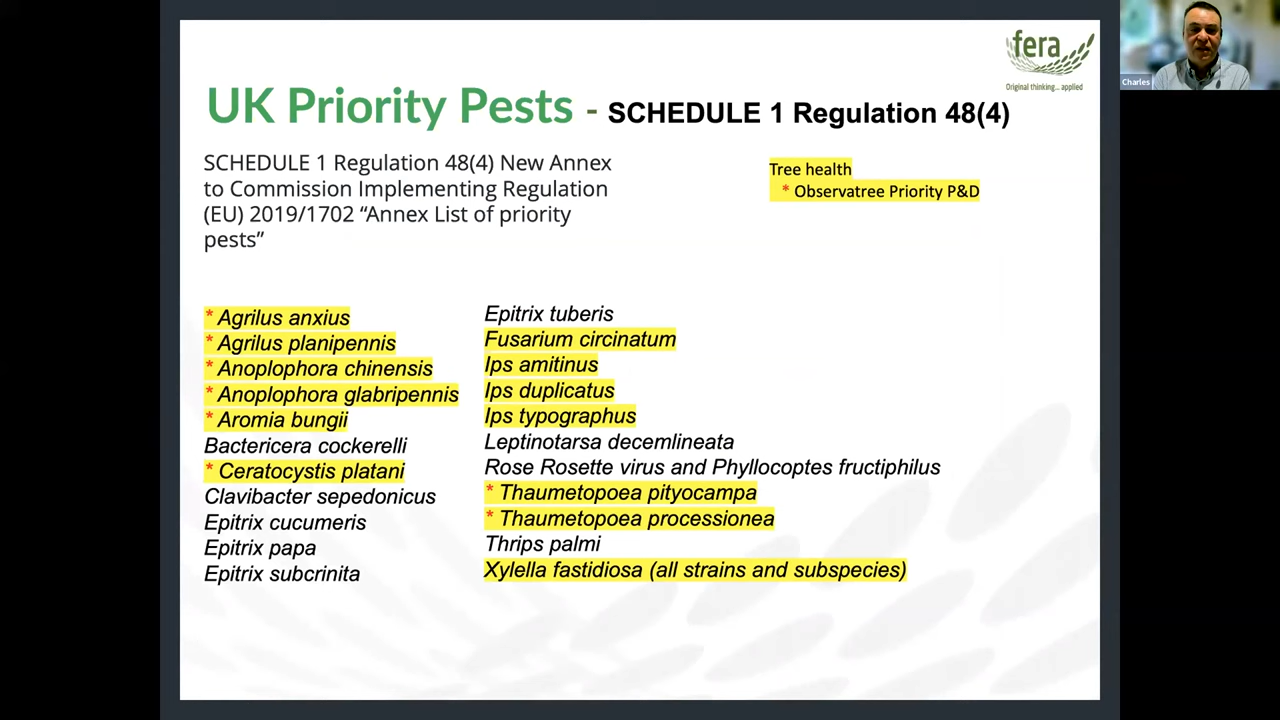 fera
Original thinking... applied
Charles
UK Priority Pests - SCHEDULE 1 Regulation 48(4)
SCHEDULE 1 Regulation 48(4) New Annex
to Commission Implementing Regulation
(EU) 2019/1702 “Annex List of priority
pests”
Tree health
* Observatree Priority P&D
* Agrilus anxius
* Agrilus planipennis
* Anoplophora chinensis
* Anoplophora glabripennis
* Aromia bungii
Bactericera cockerelli
* Ceratocystis platani
Clavibacter sepedonicus
Epitrix cucumeris
Epitrix papa
Epitrix subcrinita
Epitrix tuberis
Fusarium circinatum
Ips amitinus
Ips duplicatus
Ips typographus
Leptinotarsa decemlineata
Rose Rosette virus and Phyllocoptes fructiphilus
* Thaumetopoea pityocampa
* Thaumetopoea processionea
Thrips palmi
Xylella fastidiosa (all strains and subspecies)